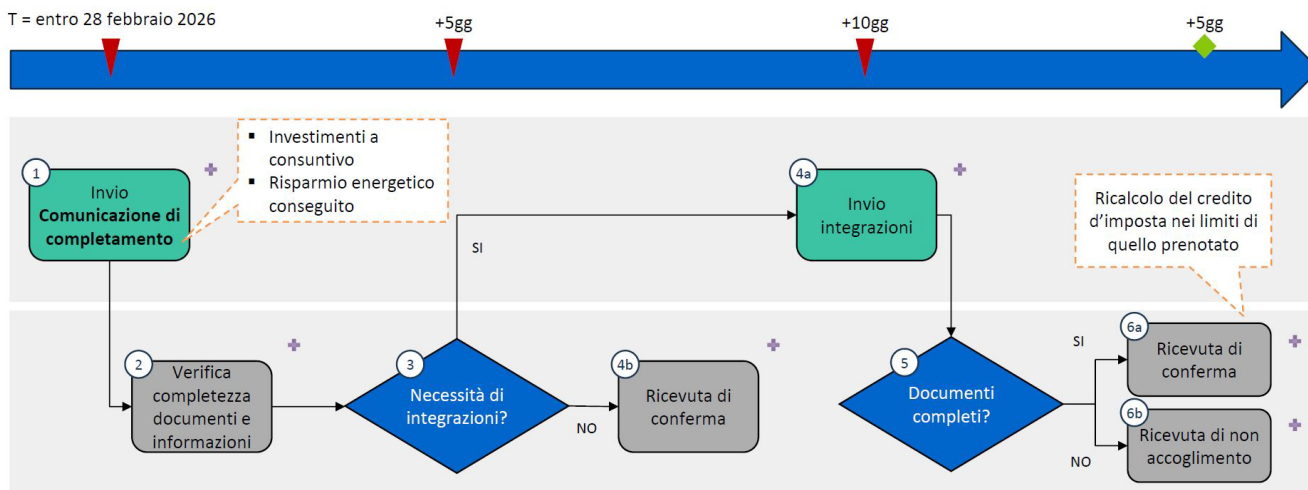 T = entro 28 febbraio 2026
+5gg
+10gg
+5gg
▪ Investimenti a
consuntivo
▪ Risparmio energetico
conseguito
1
Invio
Comunicazione di
completamento
SI
4a
Invio
integrazioni
Ricalcolo del credito
d’imposta nei limiti di
quello prenotato
2
Verifica
completezza
documenti e
informazioni
3
Necessità di
integrazioni?
NO
4b
Ricevuta di
conferma
5
Documenti
completi?
SI
6a
Ricevuta di
conferma
NO
6b
Ricevuta di non
accoglimento